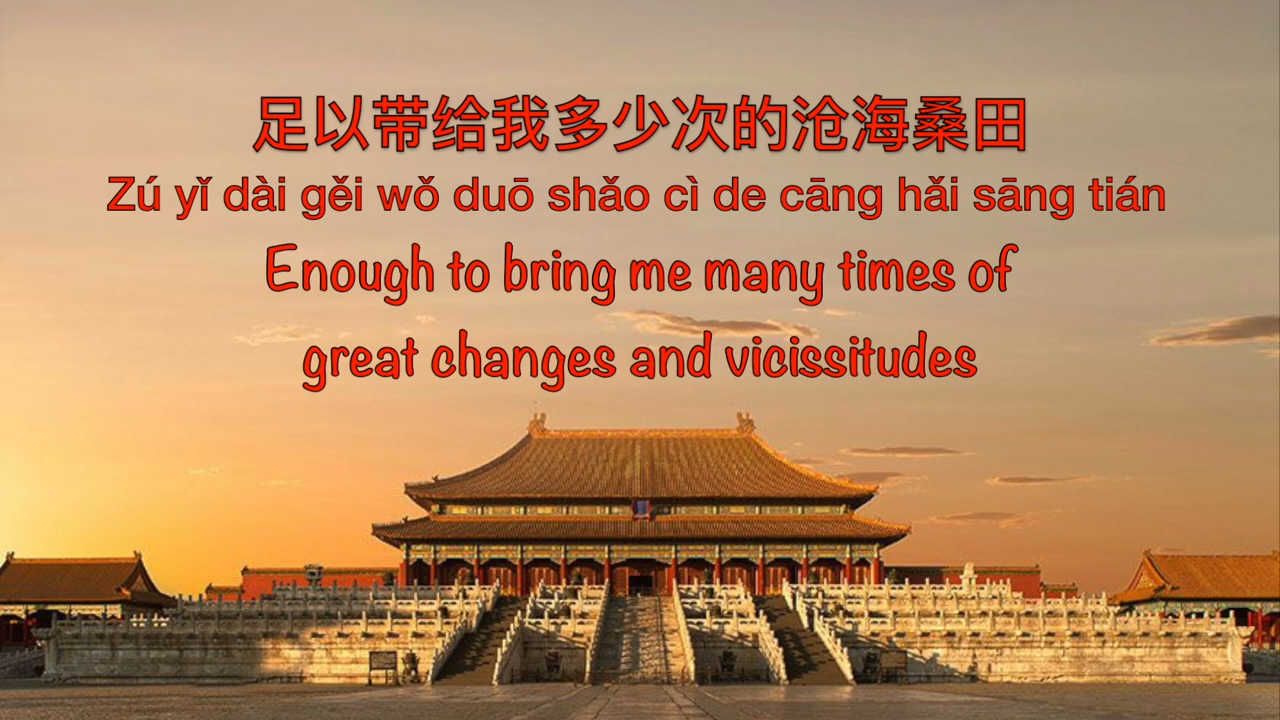 足以带给我多少次的沧海桑田
Zú yǐ dài gěi wǒ duō shǎo cì de cāng hǎi sāng tián
Enough to bring me many times of
great changes and vicissitudes